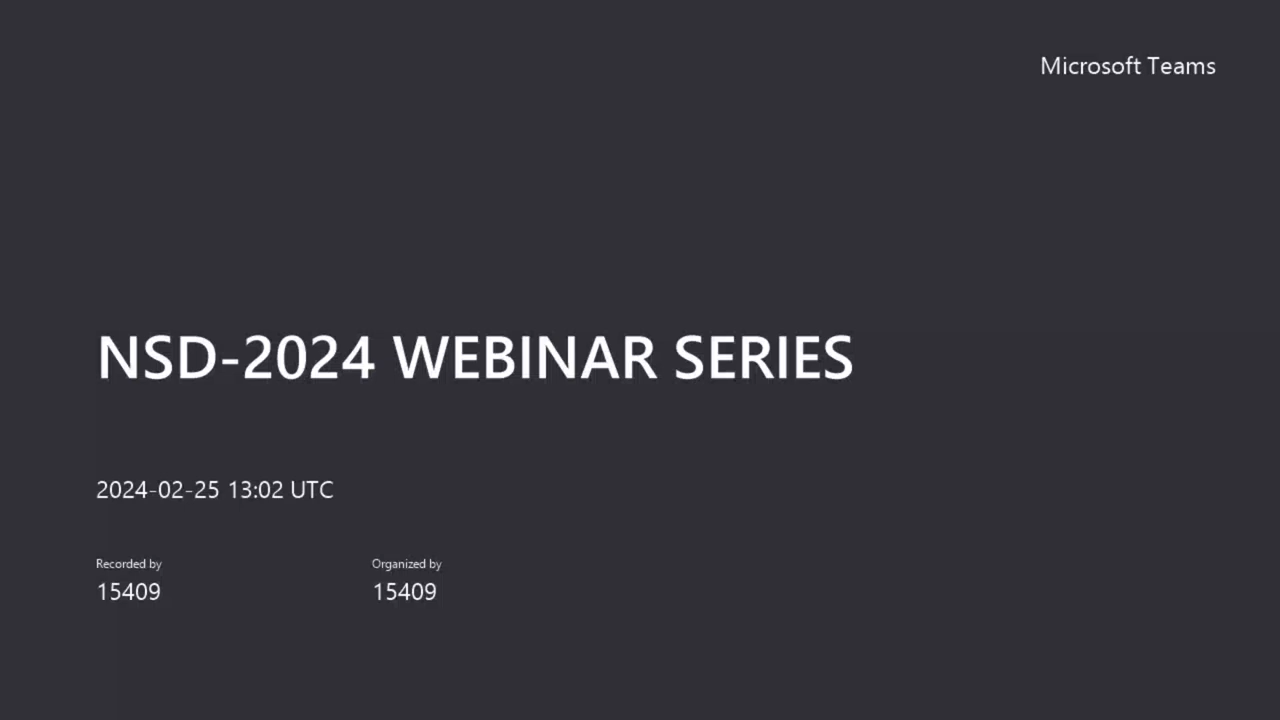 Microsoft Teams
NSD-2024 WEBINAR SERIES
2024-02-25 13:02 UTC
Recorded by
Organized by
15409
15409